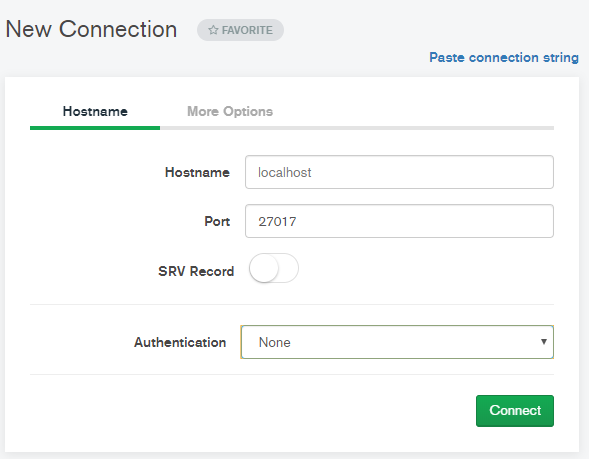 New Connection
☆ FAVORITE
Paste connection string
Hostname More Options
Hostname localhost
Port 27017
SRV Record
Authentication None
Connect